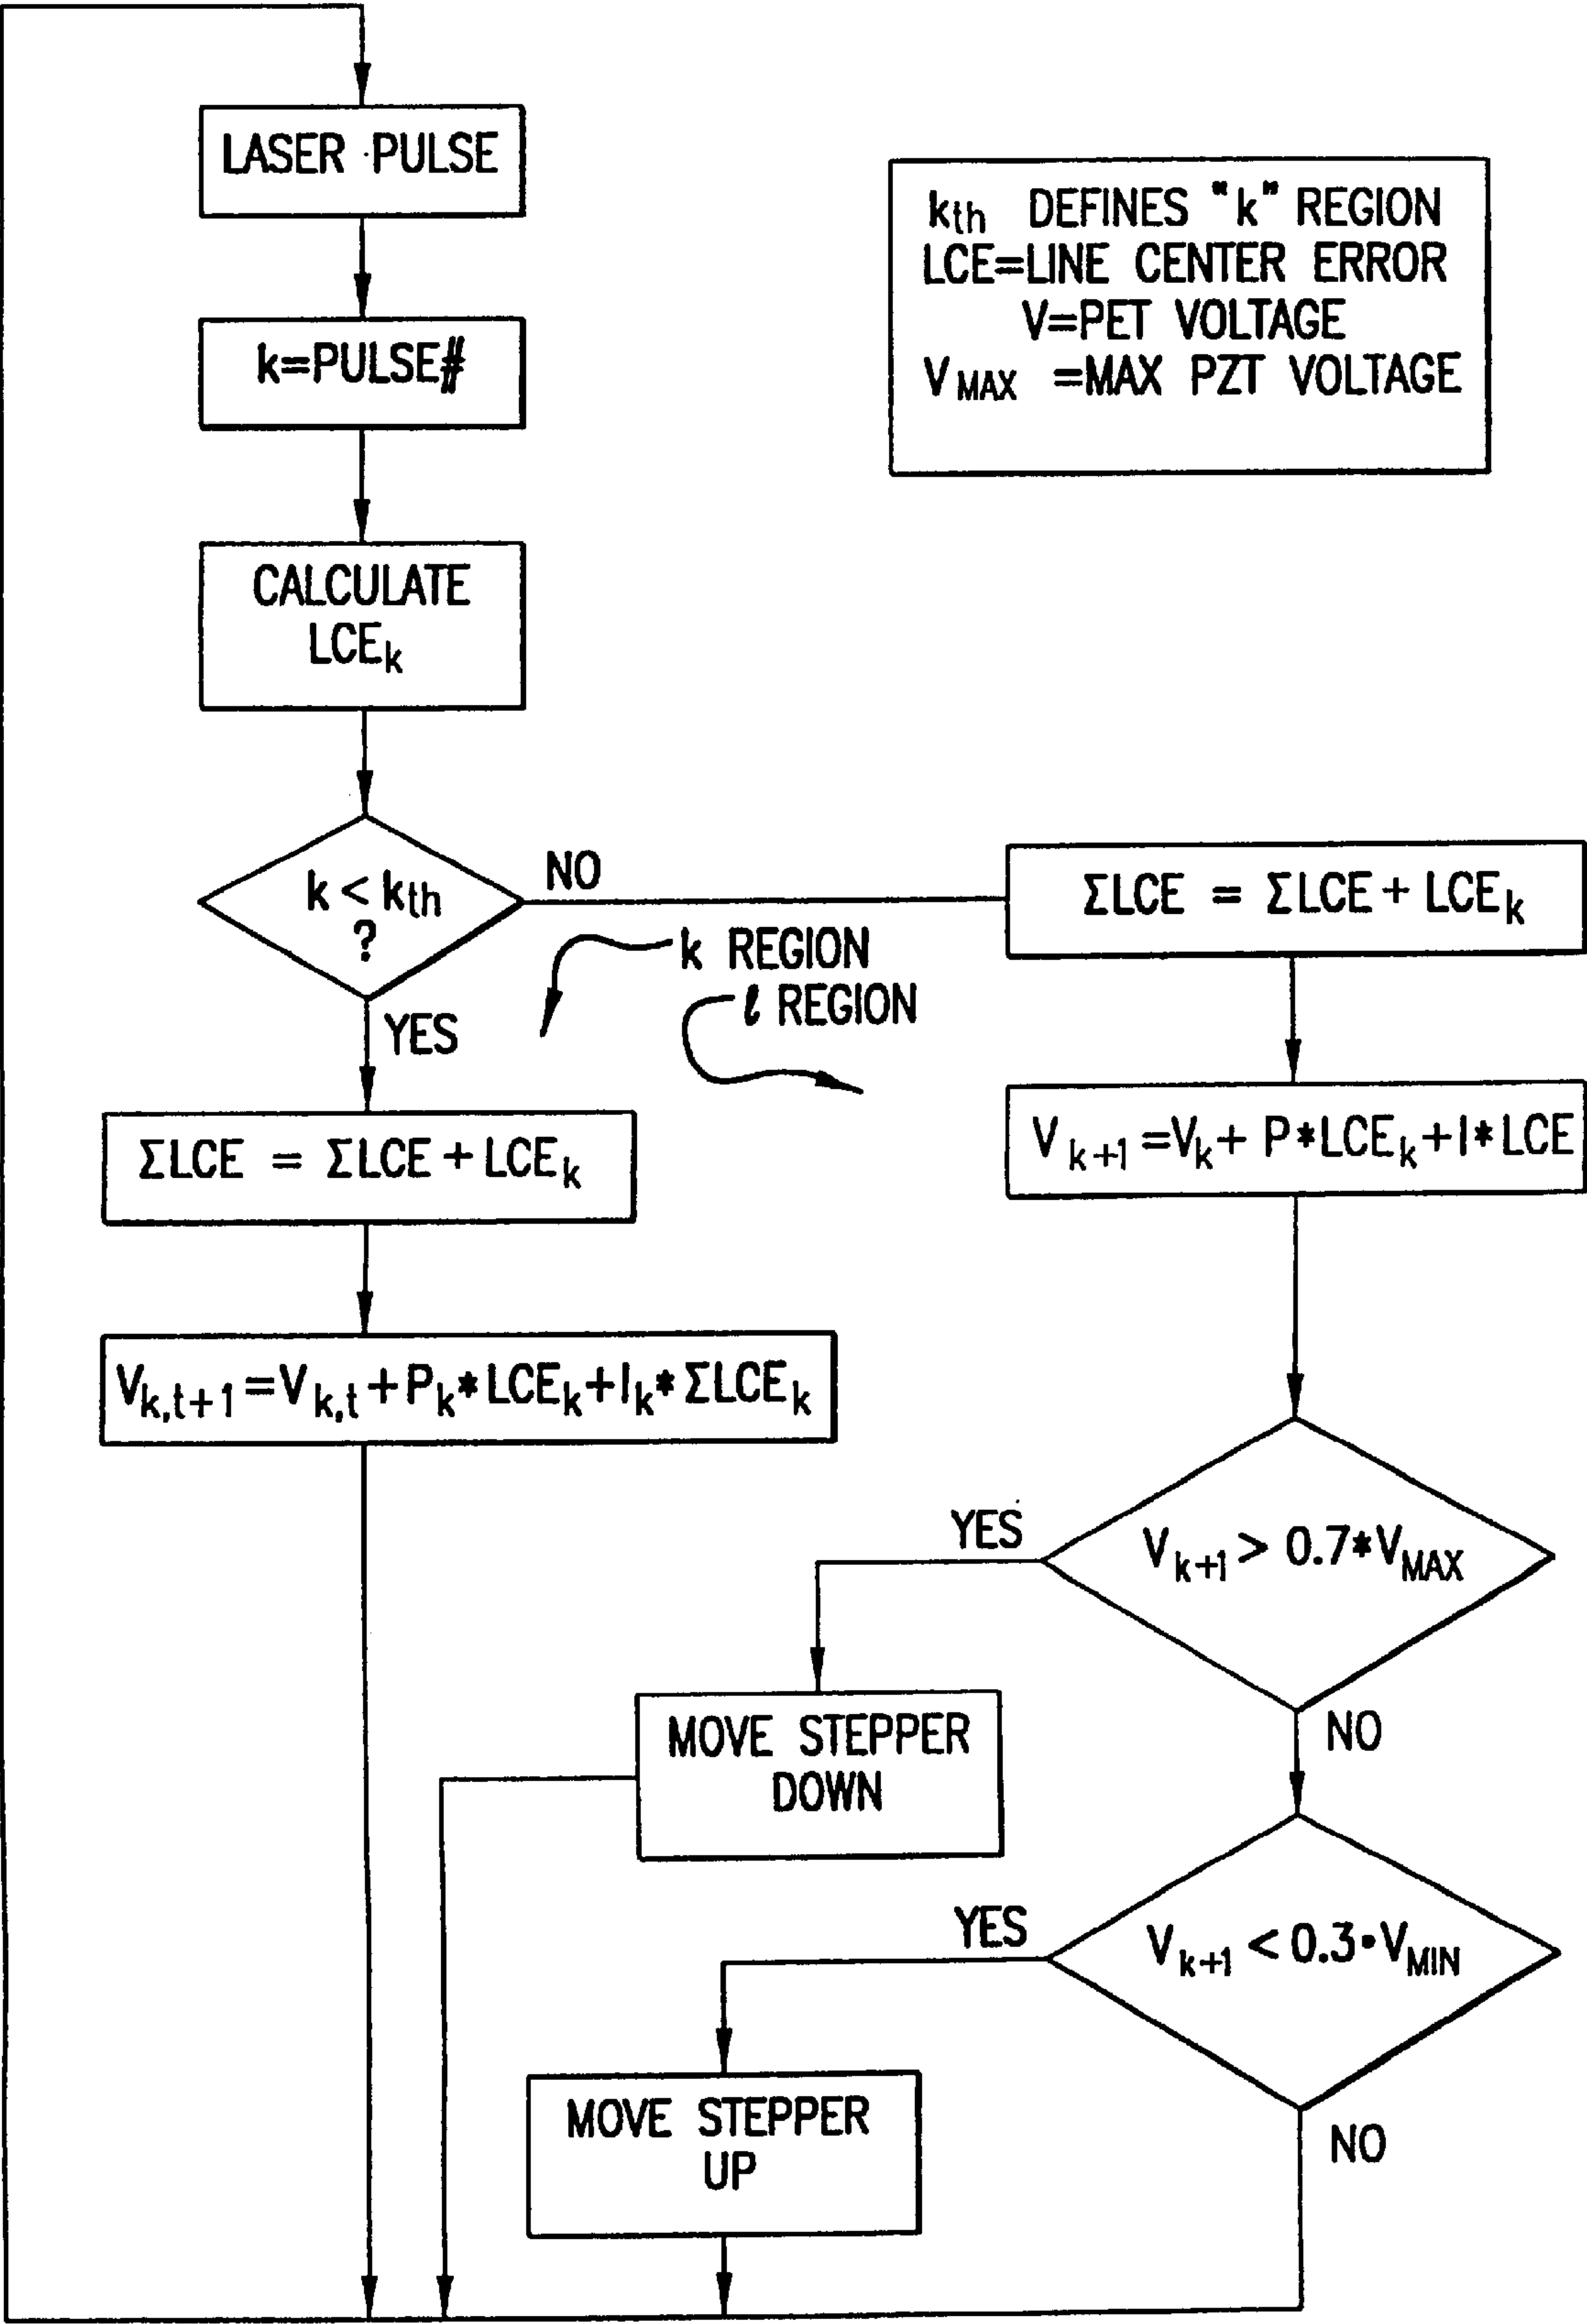 LASER PULSE
k=PULSE#
CALCULATE
LCEk
k < kth
?
NO
YES
k REGION
ℓ REGION
ΣLCE = ΣLCE + LCEk
Vk,t+1 = Vk,t + Pk* LCEk + Ik* ΣLCEk
kth DEFINES "k" REGION
LCE=LINE CENTER ERROR
V=PET VOLTAGE
VMAX =MAX PZT VOLTAGE
ΣLCE = ΣLCE + LCEk
Vk+1 =Vk + P*LCEk + I*LCE
Vk+1 > 0.7*VMAX
YES
NO
MOVE STEPPER
DOWN
Vk+1 < 0.3•VMIN
YES
NO
MOVE STEPPER
UP